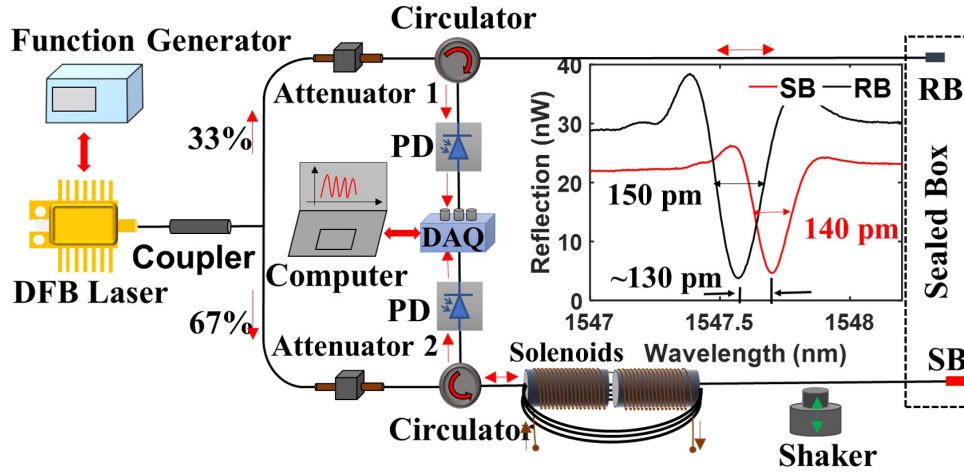 Circulator
Function Generator
Attenuator 1
33%
PD
DAQ
Computer
Coupler
DFB Laser
67%
PD
Attenuator 2
Circulator
Solenoids
Shaker
RB
Sealed Box
SB
40
30
20
10
0
Reflection (nW)
SB RB
150 pm
140 pm
~130 pm
1547 1547.5 1548
Wavelength (nm)